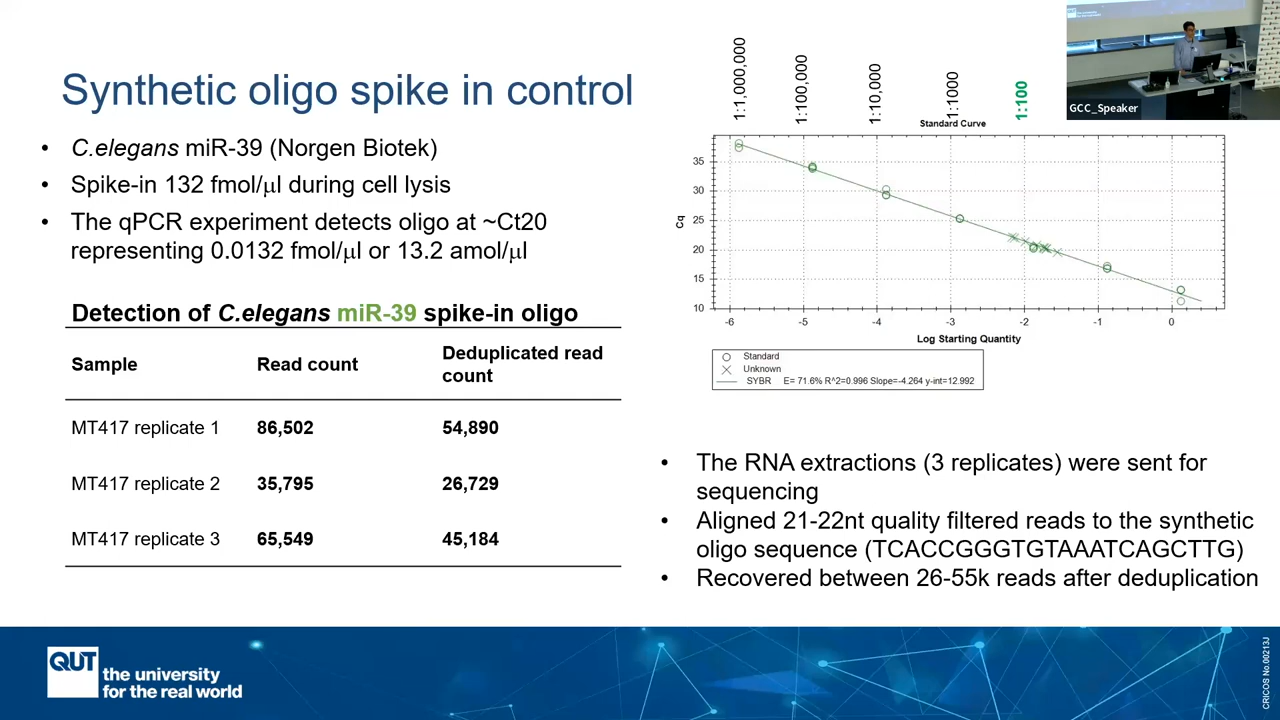 Synthetic oligo spike in control
• C.elegans miR-39 (Norgen Biotek)
• Spike-in 132 fmol/μl during cell lysis
• The qPCR experiment detects oligo at ~Ct20
representing 0.0132 fmol/μl or 13.2 amol/μl
Detection of C.elegans miR-39 spike-in oligo
Sample Read count Deduplicated read
count
MT417 replicate 1 86,502 54,890
MT417 replicate 2 35,795 26,729
MT417 replicate 3 65,549 45,184
1:1,000,000
1:100,000
1:10,000
1:1000
1:100
Standard Curve
Cq
35
30
25
20
15
10
-6 -5 -4 -3 -2 -1 0
Log Starting Quantity
Standard
Unknown
SYBR E= 71.6% R^2=0.996 Slope=-4.264 y-int=12.992
• The RNA extractions (3 replicates) were sent for
sequencing
• Aligned 21-22nt quality filtered reads to the synthetic
oligo sequence (TCACCGGGTGTAAATCAGCTTG)
• Recovered between 26-55k reads after deduplication
GCC_Speaker
QUT
the university
for the real world
CRICOS No.00213J